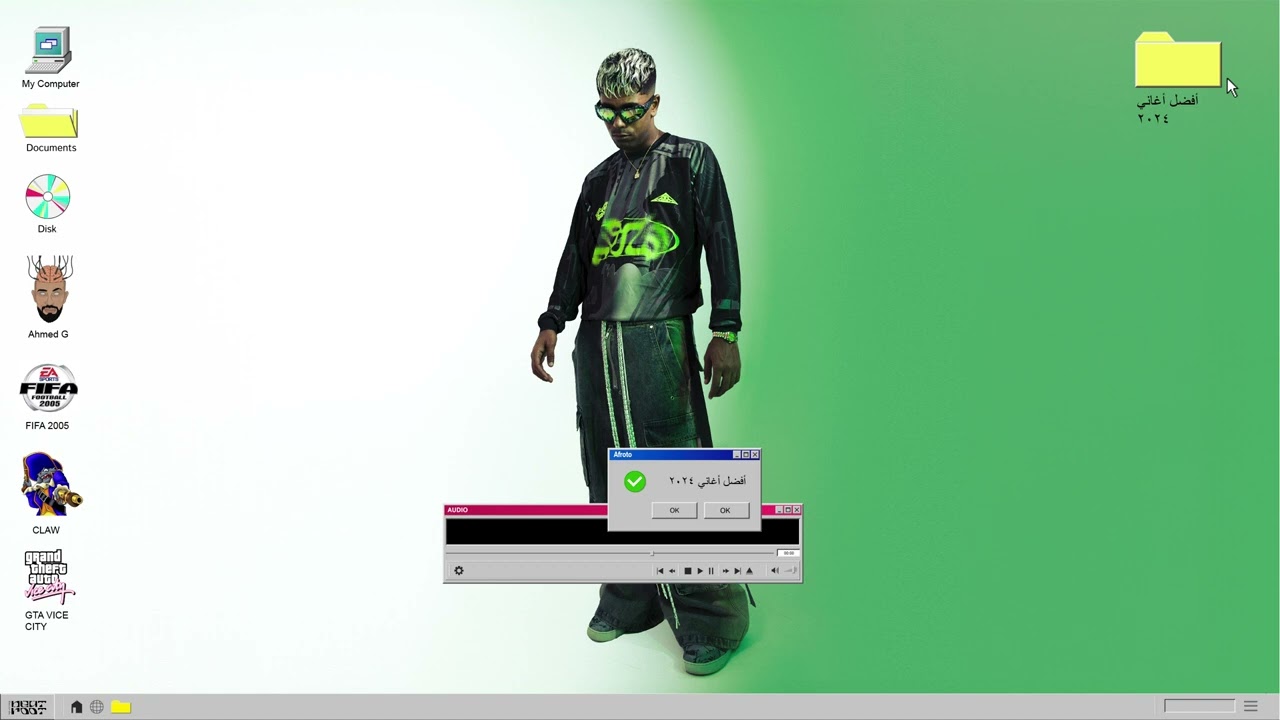 My Computer
Documents
Disk
Ahmed G
EA
SPORTS
FIFA
FOOTBALL
2005
FIFA 2005
CLAW
grand
theft
auto
vice city
GTA VICE
CITY
أفضل أغاني
٢٠٢٤
Afroto
أفضل أغاني ٢٠٢٤
OK
OK
AUDIO
00:00